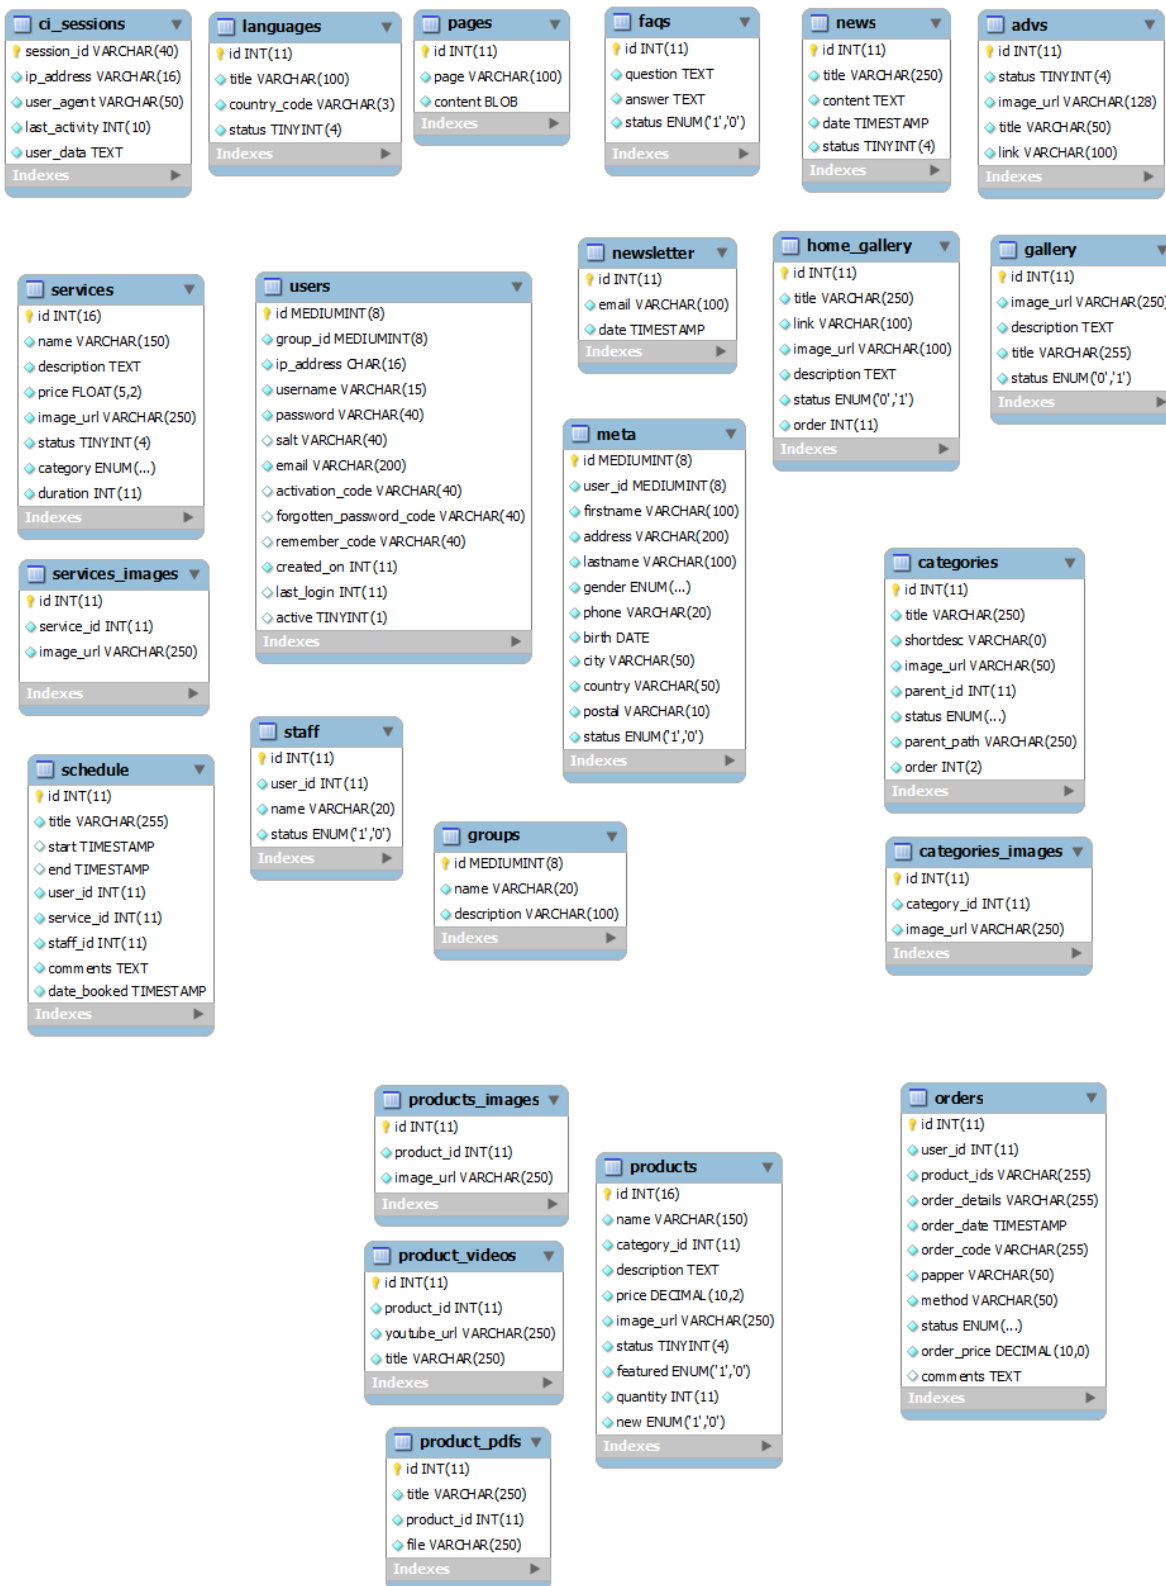 ci_sessions
session_id VARCHAR(40)
ip_address VARCHAR(16)
user_agent VARCHAR(50)
last_activity INT(10)
user_data TEXT
Indexes
languages
id INT(11)
title VARCHAR(100)
country_code VARCHAR(3)
status TINYINT(4)
Indexes
pages
id INT(11)
page VARCHAR(100)
content BLOB
Indexes
faqs
id INT(11)
question TEXT
answer TEXT
status ENUM('1','0')
Indexes
news
id INT(11)
title VARCHAR(250)
content TEXT
date TIMESTAMP
status TINYINT(4)
Indexes
advs
id INT(11)
status TINYINT(4)
image_url VARCHAR(128)
title VARCHAR(50)
link VARCHAR(100)
Indexes
services
id INT(16)
name VARCHAR(150)
description TEXT
price FLOAT(5,2)
image_url VARCHAR(250)
status TINYINT(4)
category ENUM(...)
duration INT(11)
Indexes
users
id MEDIUMINT(8)
group_id MEDIUMINT(8)
ip_address CHAR(16)
username VARCHAR(15)
password VARCHAR(40)
salt VARCHAR(40)
email VARCHAR(200)
activation_code VARCHAR(40)
forgotten_password_code VARCHAR(40)
remember_code VARCHAR(40)
created_on INT(11)
last_login INT(11)
active TINYINT(1)
Indexes
newsletter
id INT(11)
email VARCHAR(100)
date TIMESTAMP
Indexes
home_gallery
id INT(11)
title VARCHAR(250)
link VARCHAR(100)
image_url VARCHAR(100)
description TEXT
status ENUM('0','1')
order INT(11)
Indexes
gallery
id INT(11)
image_url VARCHAR(250)
description TEXT
title VARCHAR(255)
status ENUM('0','1')
Indexes
meta
id MEDIUMINT(8)
user_id MEDIUMINT(8)
firstname VARCHAR(100)
address VARCHAR(200)
lastname VARCHAR(100)
gender ENUM(...)
phone VARCHAR(20)
birth DATE
city VARCHAR(50)
country VARCHAR(50)
postal VARCHAR(10)
status ENUM('1','0')
Indexes
services_images
id INT(11)
service_id INT(11)
image_url VARCHAR(250)
Indexes
categories
id INT(11)
title VARCHAR(250)
shortdesc VARCHAR(0)
image_url VARCHAR(50)
parent_id INT(11)
status ENUM(...)
parent_path VARCHAR(250)
order INT(2)
Indexes
staff
id INT(11)
user_id INT(11)
name VARCHAR(20)
status ENUM('1','0')
Indexes
schedule
id INT(11)
title VARCHAR(255)
start TIMESTAMP
end TIMESTAMP
user_id INT(11)
service_id INT(11)
staff_id INT(11)
comments TEXT
date_booked TIMESTAMP
Indexes
groups
id MEDIUMINT(8)
name VARCHAR(20)
description VARCHAR(100)
Indexes
categories_images
id INT(11)
category_id INT(11)
image_url VARCHAR(250)
Indexes
products_images
id INT(11)
product_id INT(11)
image_url VARCHAR(250)
Indexes
products
id INT(16)
name VARCHAR(150)
category_id INT(11)
description TEXT
price DECIMAL(10,2)
image_url VARCHAR(250)
status TINYINT(4)
featured ENUM('1','0')
quantity INT(11)
new ENUM('1','0')
Indexes
orders
id INT(11)
user_id INT(11)
product_ids VARCHAR(255)
order_details VARCHAR(255)
order_date TIMESTAMP
order_code VARCHAR(255)
papper VARCHAR(50)
method VARCHAR(50)
status ENUM(...)
order_price DECIMAL(10,0)
comments TEXT
Indexes
product_videos
id INT(11)
product_id INT(11)
youtube_url VARCHAR(250)
title VARCHAR(250)
Indexes
product_pdfs
id INT(11)
title VARCHAR(250)
product_id INT(11)
file VARCHAR(250)
Indexes